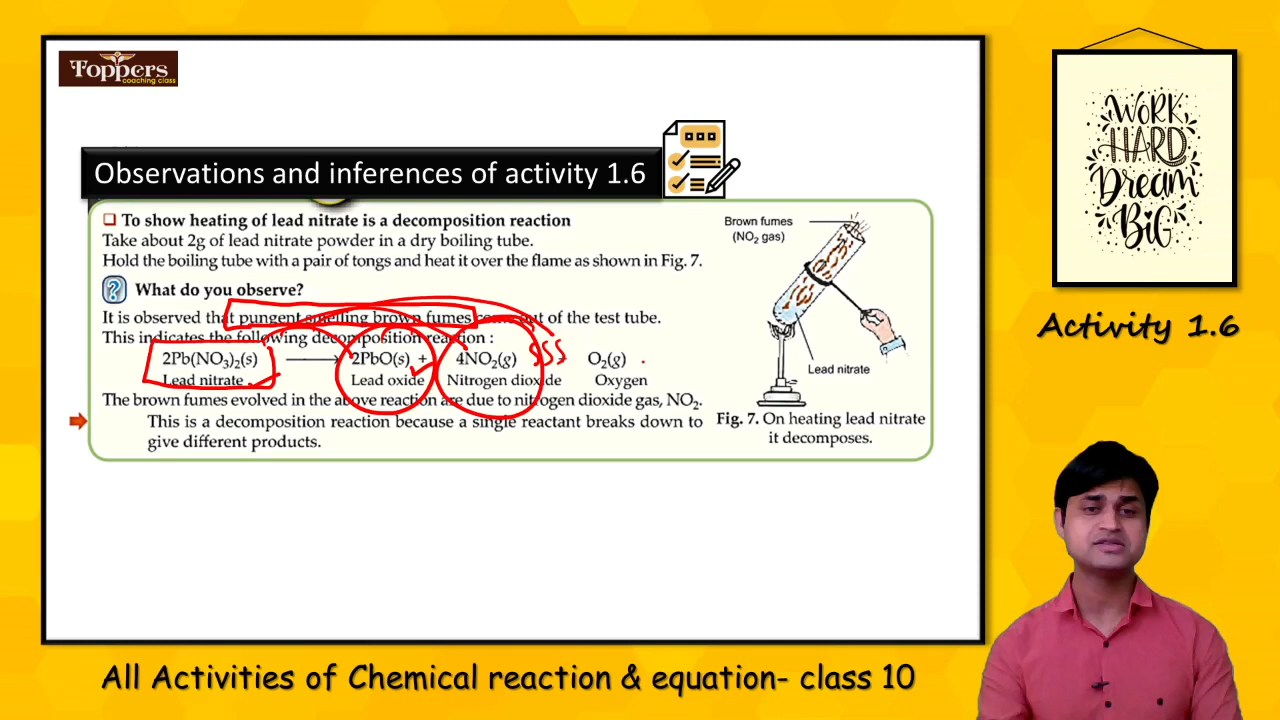 Toppers
coaching class
Observations and inferences of activity 1.6
To show heating of lead nitrate is a decomposition reaction
Take about 2g of lead nitrate powder in a dry boiling tube.
Hold the boiling tube with a pair of tongs and heat it over the flame as shown in Fig. 7.
What do you observe?
It is observed that pungent smelling brown fumes come out of the test tube.
This indicates the following decomposition reaction :
2Pb(NO₃)₂(s) ⟶ 2PbO(s) + 4NO₂(g) + O₂(g)
Lead nitrate Lead oxide Nitrogen dioxide Oxygen
The brown fumes evolved in the above reaction are due to nitrogen dioxide gas, NO₂.
This is a decomposition reaction because a single reactant breaks down to
give different products.
Brown fumes
(NO₂ gas)
Lead nitrate
Fig. 7. On heating lead nitrate
it decomposes.
WORK
HARD
Dream
BiG
Activity 1.6
All Activities of Chemical reaction & equation- class 10